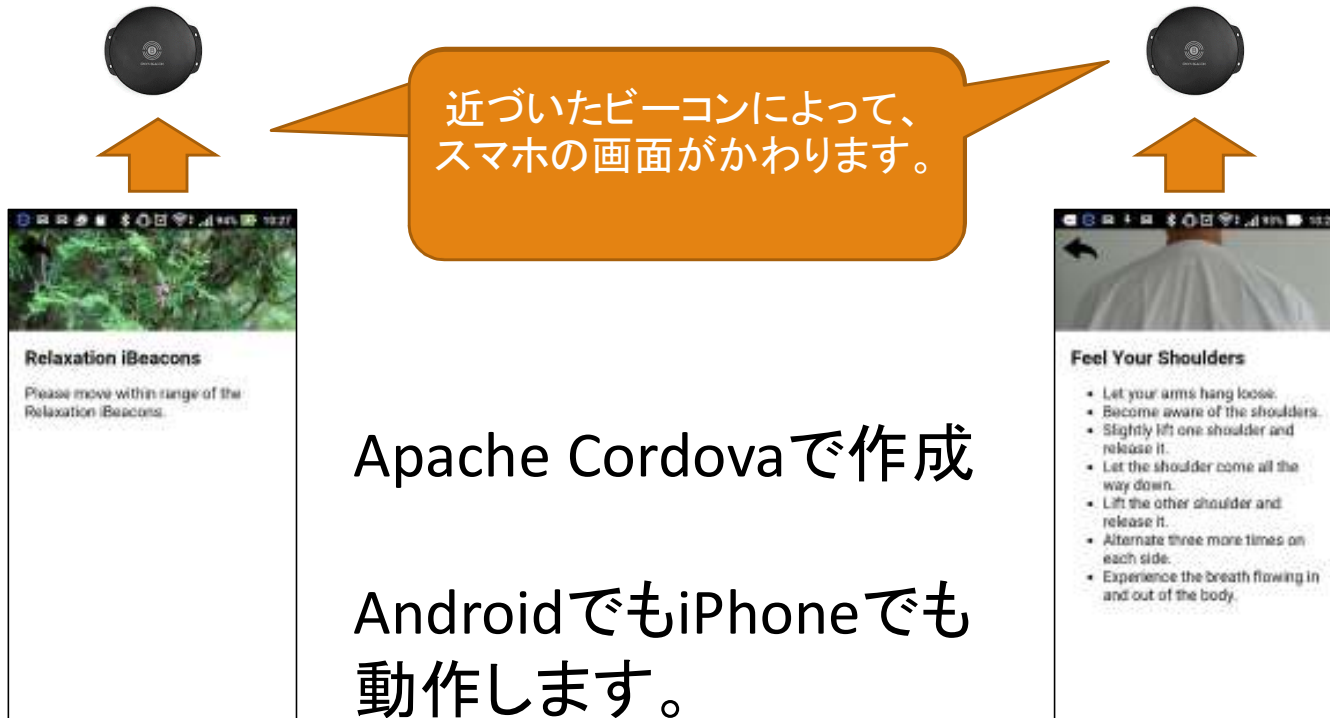 近づいたビーコンによって、
スマホの画面がかわります。
94% 10:27
93%
Relaxation iBeacons
Please move within range of the
Relaxation iBeacons.
Feel Your Shoulders
• Let your arms hang loose.
• Become aware of the shoulders.
• Slightly lift one shoulder and
release it.
• Let the shoulder come all the
way down.
• Lift the other shoulder and
release it.
• Alternate three more times on
each side.
• Experience the breath flowing in
and out of the body.
Apache Cordovaで作成
AndroidでもiPhoneでも
動作します。